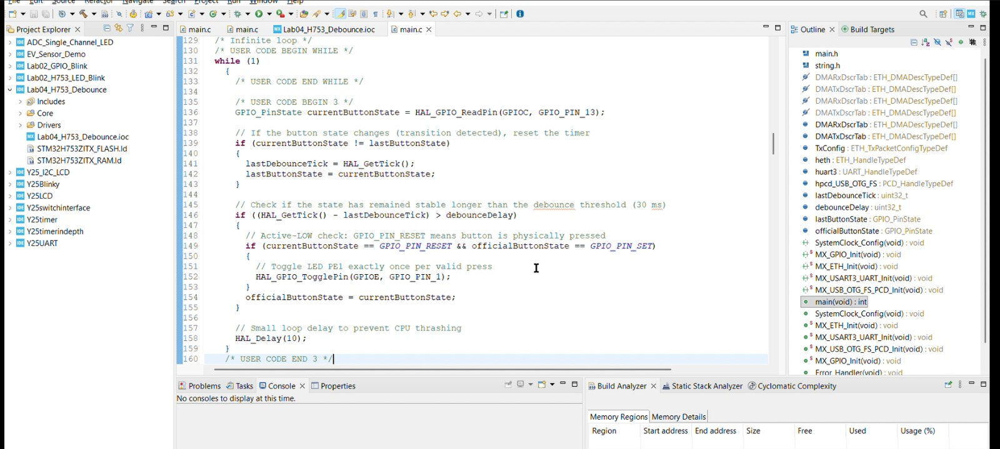 File Edit Source Refactor Navigate Search Project Run Window Help
Project Explorer
ADC_Single_Channel_LED
EV_Sensor_Demo
Lab02_GPIO_Blink
Lab02_H753_LED_Blink
Lab04_H753_Debounce
Includes
Core
Drivers
Lab04_H753_Debounce.ioc
STM32H753ZITX_FLASH.ld
STM32H753ZITX_RAM.ld
Y25_I2C_LCD
Y25Blinky
Y25LCD
Y25switchinterface
Y25timer
Y25timerindepth
Y25UART
main.c
main.c
Lab04_H753_Debounce.ioc
main.c
129 /* Infinite loop */
130 /* USER CODE BEGIN WHILE */
131 while (1)
132 {
133 /* USER CODE END WHILE */
134
135 /* USER CODE BEGIN 3 */
136 GPIO_PinState currentButtonState = HAL_GPIO_ReadPin(GPIOC, GPIO_PIN_13);
137
138 // If the button state changes (transition detected), reset the timer
139 if (currentButtonState != lastButtonState)
140 {
141 lastDebounceTick = HAL_GetTick();
142 lastButtonState = currentButtonState;
143 }
144
145 // Check if the state has remained stable longer than the debounce threshold (30 ms)
146 if ((HAL_GetTick() - lastDebounceTick) > debounceDelay)
147 {
148 // Active-LOW check: GPIO_PIN_RESET means button is physically pressed
149 if (currentButtonState == GPIO_PIN_RESET && officialButtonState == GPIO_PIN_SET)
150 {
151 // Toggle LED PE1 exactly once per valid press
152 HAL_GPIO_TogglePin(GPIOE, GPIO_PIN_1);
153 }
154 officialButtonState = currentButtonState;
155 }
156
157 // Small loop delay to prevent CPU thrashing
158 HAL_Delay(10);
159 }
160 /* USER CODE END 3 */
Outline
Build Targets
main.h
string.h
DMARxDscrTab : ETH_DMADescTypeDef[]
DMATxDscrTab : ETH_DMADescTypeDef[]
DMARxDscrTab : ETH_DMADescTypeDef[]
DMATxDscrTab : ETH_DMADescTypeDef[]
DMARxDscrTab : ETH_DMADescTypeDef[]
DMATxDscrTab : ETH_DMADescTypeDef[]
TxConfig : ETH_TxPacketConfigTypeDef
heth : ETH_HandleTypeDef
huart3 : UART_HandleTypeDef
hpcd_USB_OTG_FS : PCD_HandleTypeDef
lastDebounceTick : uint32_t
debounceDelay : uint32_t
lastButtonState : GPIO_PinState
officialButtonState : GPIO_PinState
SystemClock_Config(void) : void
MX_GPIO_Init(void) : void
MX_ETH_Init(void) : void
MX_USART3_UART_Init(void) : void
MX_USB_OTG_FS_PCD_Init(void) : void
main(void) : int
SystemClock_Config(void) : void
MX_ETH_Init(void) : void
MX_USART3_UART_Init(void) : void
MX_USB_OTG_FS_PCD_Init(void) : void
MX_GPIO_Init(void) : void
Error_Handler(void) : void
Problems Tasks Console Properties
No consoles to display at this time.
Build Analyzer Static Stack Analyzer Cyclomatic Complexity
Memory Regions Memory Details
Region Start address End address Size Free Used Usage (%)